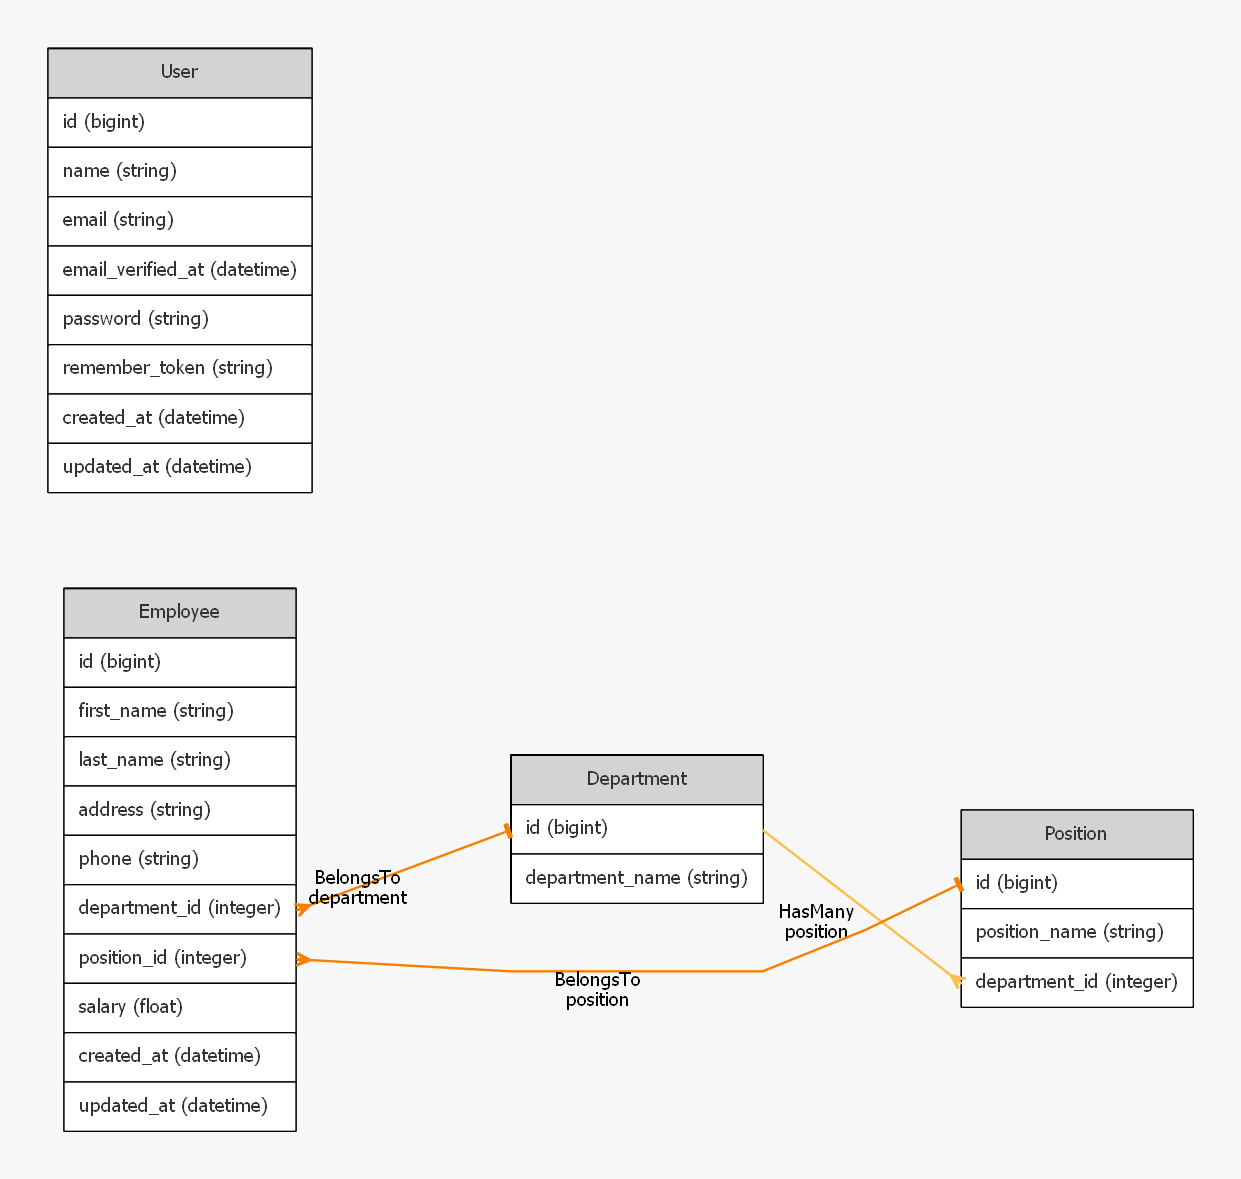 User
id (bigint)
name (string)
email (string)
email_verified_at (datetime)
password (string)
remember_token (string)
created_at (datetime)
updated_at (datetime)
Employee
id (bigint)
first_name (string)
last_name (string)
address (string)
phone (string)
department_id (integer)
position_id (integer)
salary (float)
created_at (datetime)
updated_at (datetime)
BelongsTo
department
Department
id (bigint)
department_name (string)
BelongsTo
position
HasMany
position
Position
id (bigint)
position_name (string)
department_id (integer)